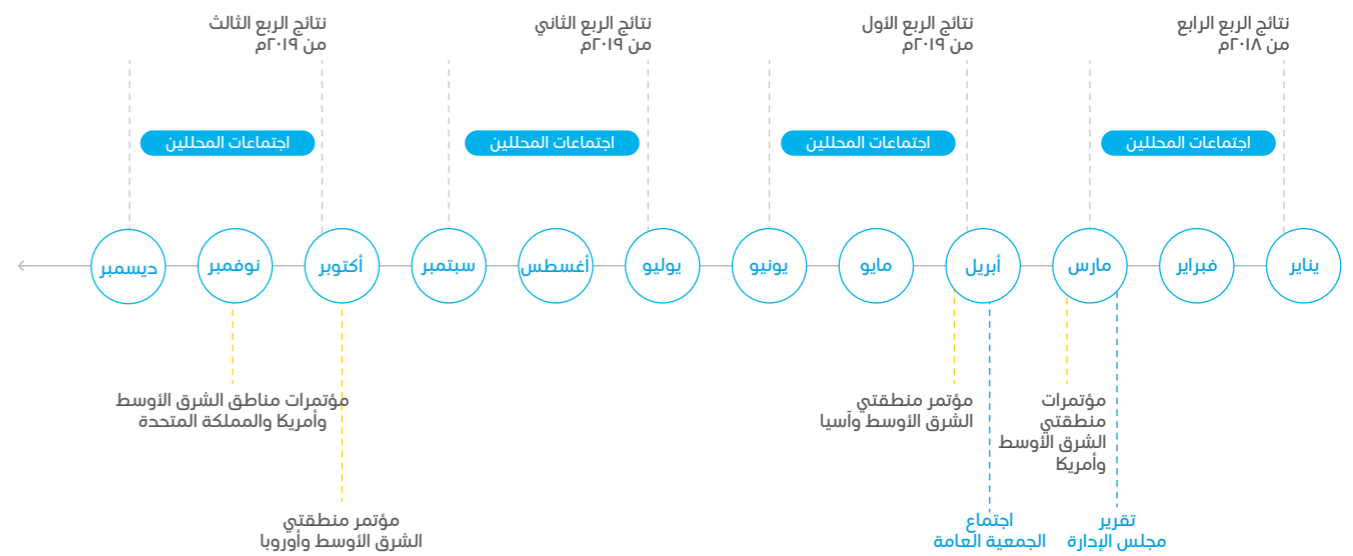 نتائج الربع الرابع
من ٢٠١٨م
نتائج الربع الأول
من ٢٠١٩م
نتائج الربع الثاني
من ٢٠١٩م
نتائج الربع الثالث
من ٢٠١٩م
اجتماعات المحللين
اجتماعات المحللين
اجتماعات المحللين
اجتماعات المحللين
يناير
فبراير
مارس
أبريل
مايو
يونيو
يوليو
أغسطس
سبتمبر
أكتوبر
نوفمبر
ديسمبر
مؤتمرات
منطقتي
الشرق الأوسط
وأمريكا
مؤتمر منطقتي
الشرق الأوسط وآسيا
مؤتمرات مناطق الشرق الأوسط
وأمريكا والمملكة المتحدة
تقرير
مجلس الإدارة
اجتماع
الجمعية العامة
مؤتمر منطقتي
الشرق الأوسط وأوروبا